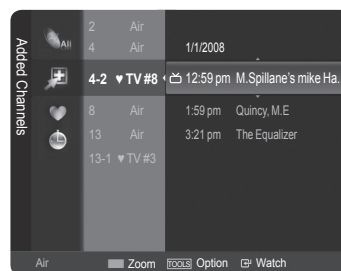 Added Channels
All
2 Air
4 Air 1/1/2008
4-2 ♥ TV #8 12:59 pm M.Spillane's mike Ha.
8 Air 1:59 pm Quincy, M.E
13 Air 3:21 pm The Equalizer
13-1 ♥ TV #3
Air Zoom TOOLS Option Watch